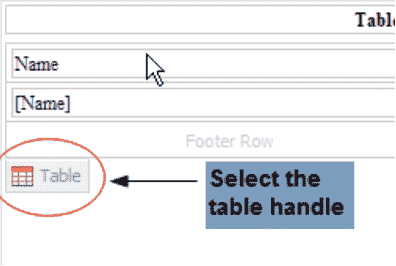 Table
Name
[Name]
Footer Row
Table
Select the
table handle